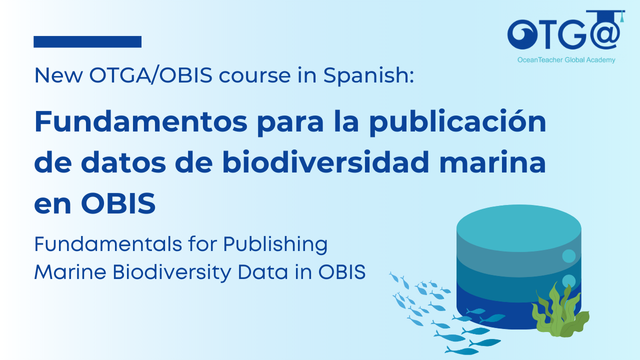 OTG@
OceanTeacher Global Academy
New OTGA/OBIS course in Spanish:
Fundamentos para la publicación
de datos de biodiversidad marina
en OBIS
Fundamentals for Publishing
Marine Biodiversity Data in OBIS